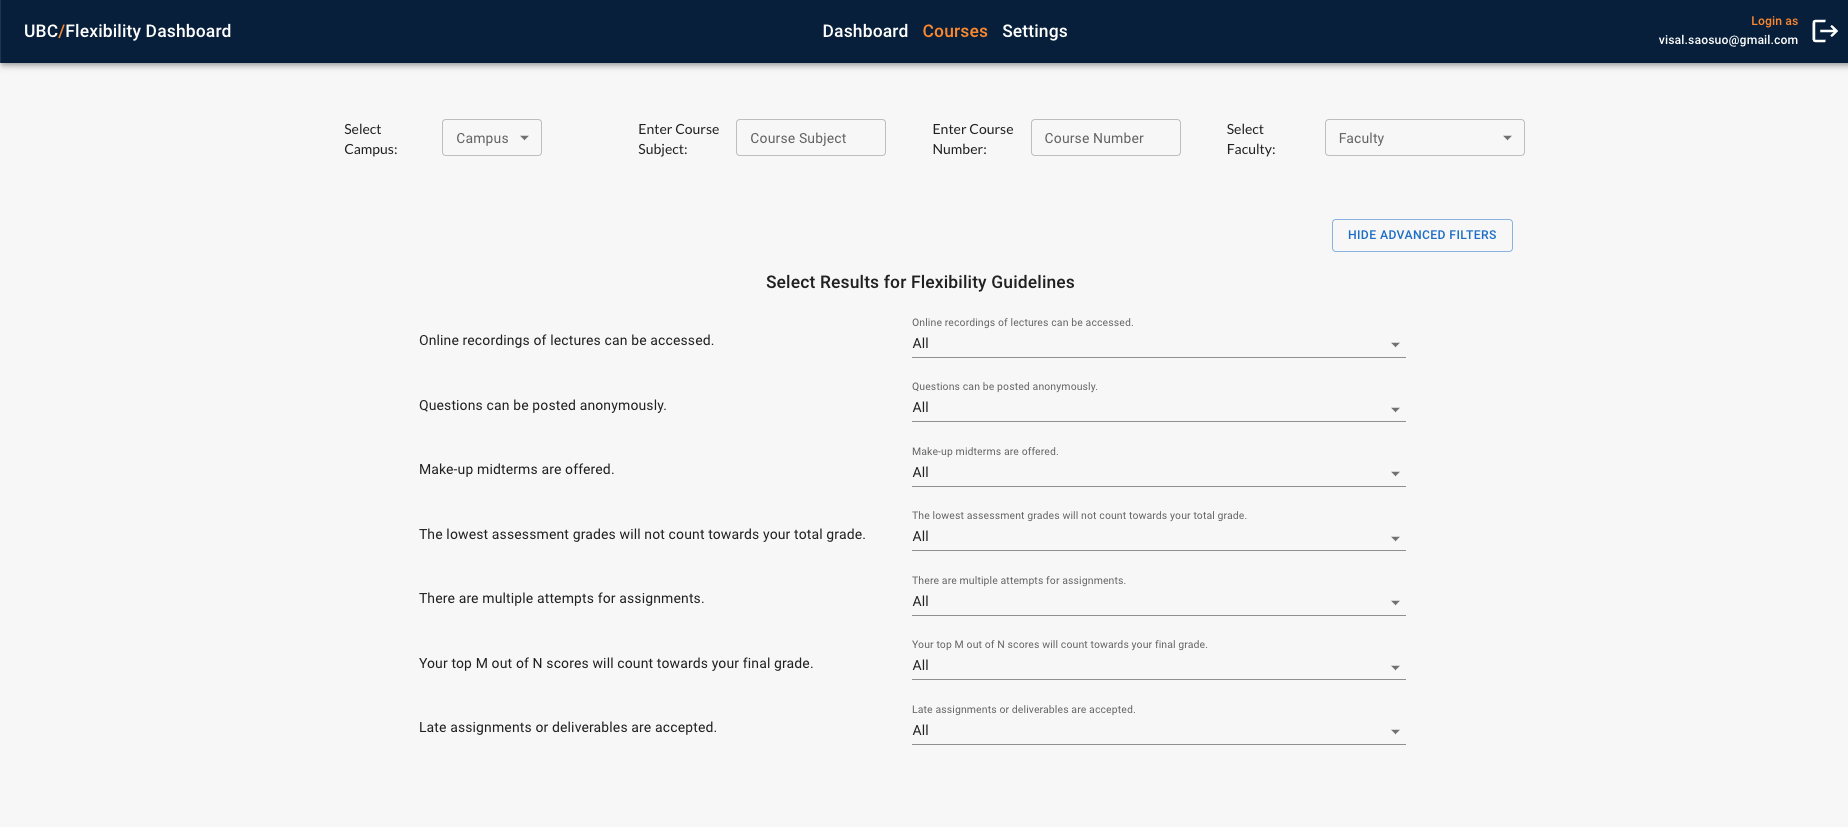 UBC/Flexibility Dashboard
Dashboard Courses Settings
Login as
visal.saosuo@gmail.com
Select
Campus:
Campus
Enter Course
Subject:
Course Subject
Enter Course
Number:
Course Number
Select
Faculty:
Faculty
HIDE ADVANCED FILTERS
Select Results for Flexibility Guidelines
Online recordings of lectures can be accessed.
Online recordings of lectures can be accessed.
All
Questions can be posted anonymously.
Questions can be posted anonymously.
All
Make-up midterms are offered.
Make-up midterms are offered.
All
The lowest assessment grades will not count towards your total grade.
The lowest assessment grades will not count towards your total grade.
All
There are multiple attempts for assignments.
There are multiple attempts for assignments.
All
Your top M out of N scores will count towards your final grade.
Your top M out of N scores will count towards your final grade.
All
Late assignments or deliverables are accepted.
Late assignments or deliverables are accepted.
All